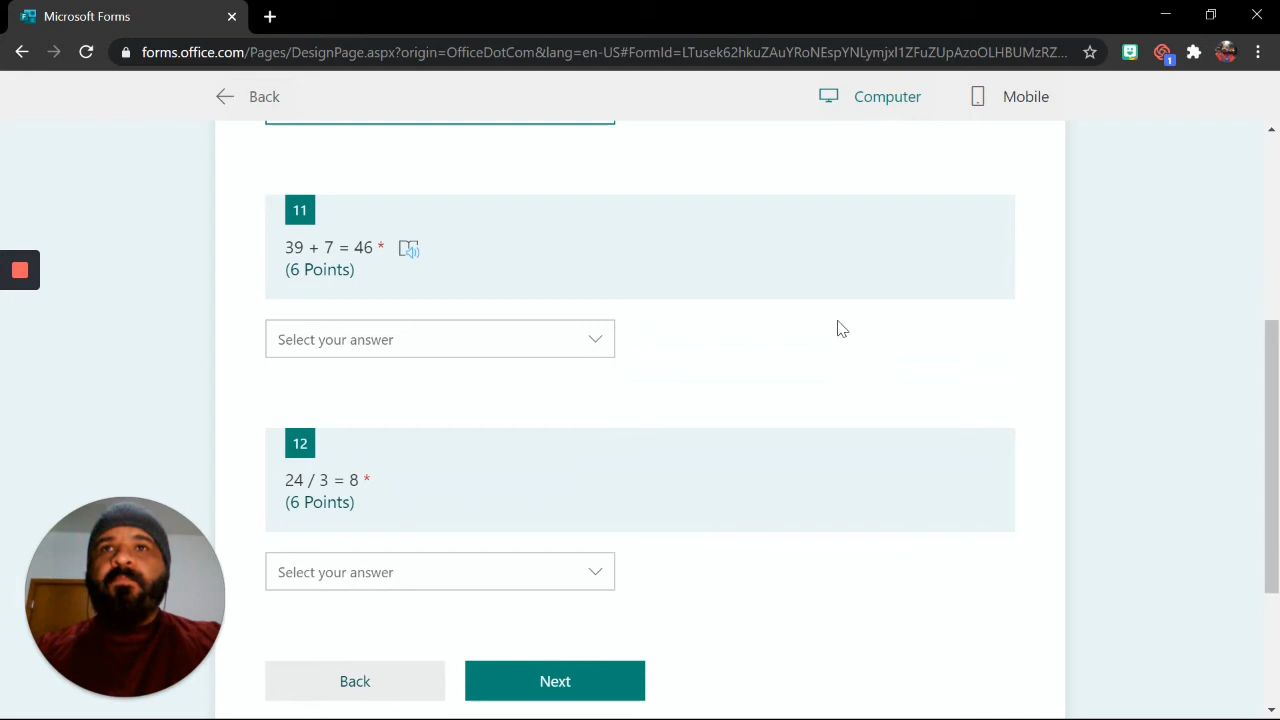 Microsoft Forms
forms.office.com/Pages/DesignPage.aspx?origin=OfficeDotCom&lang=en-US#FormId=LTusek62hkuZAuYRoNEspYNLymjxl1ZFuZUpAzoOLHBUMzRZ...
1
Back
Computer
Mobile
11
39 + 7 = 46 *
(6 Points)
Select your answer
12
24 / 3 = 8 *
(6 Points)
Select your answer
Back
Next